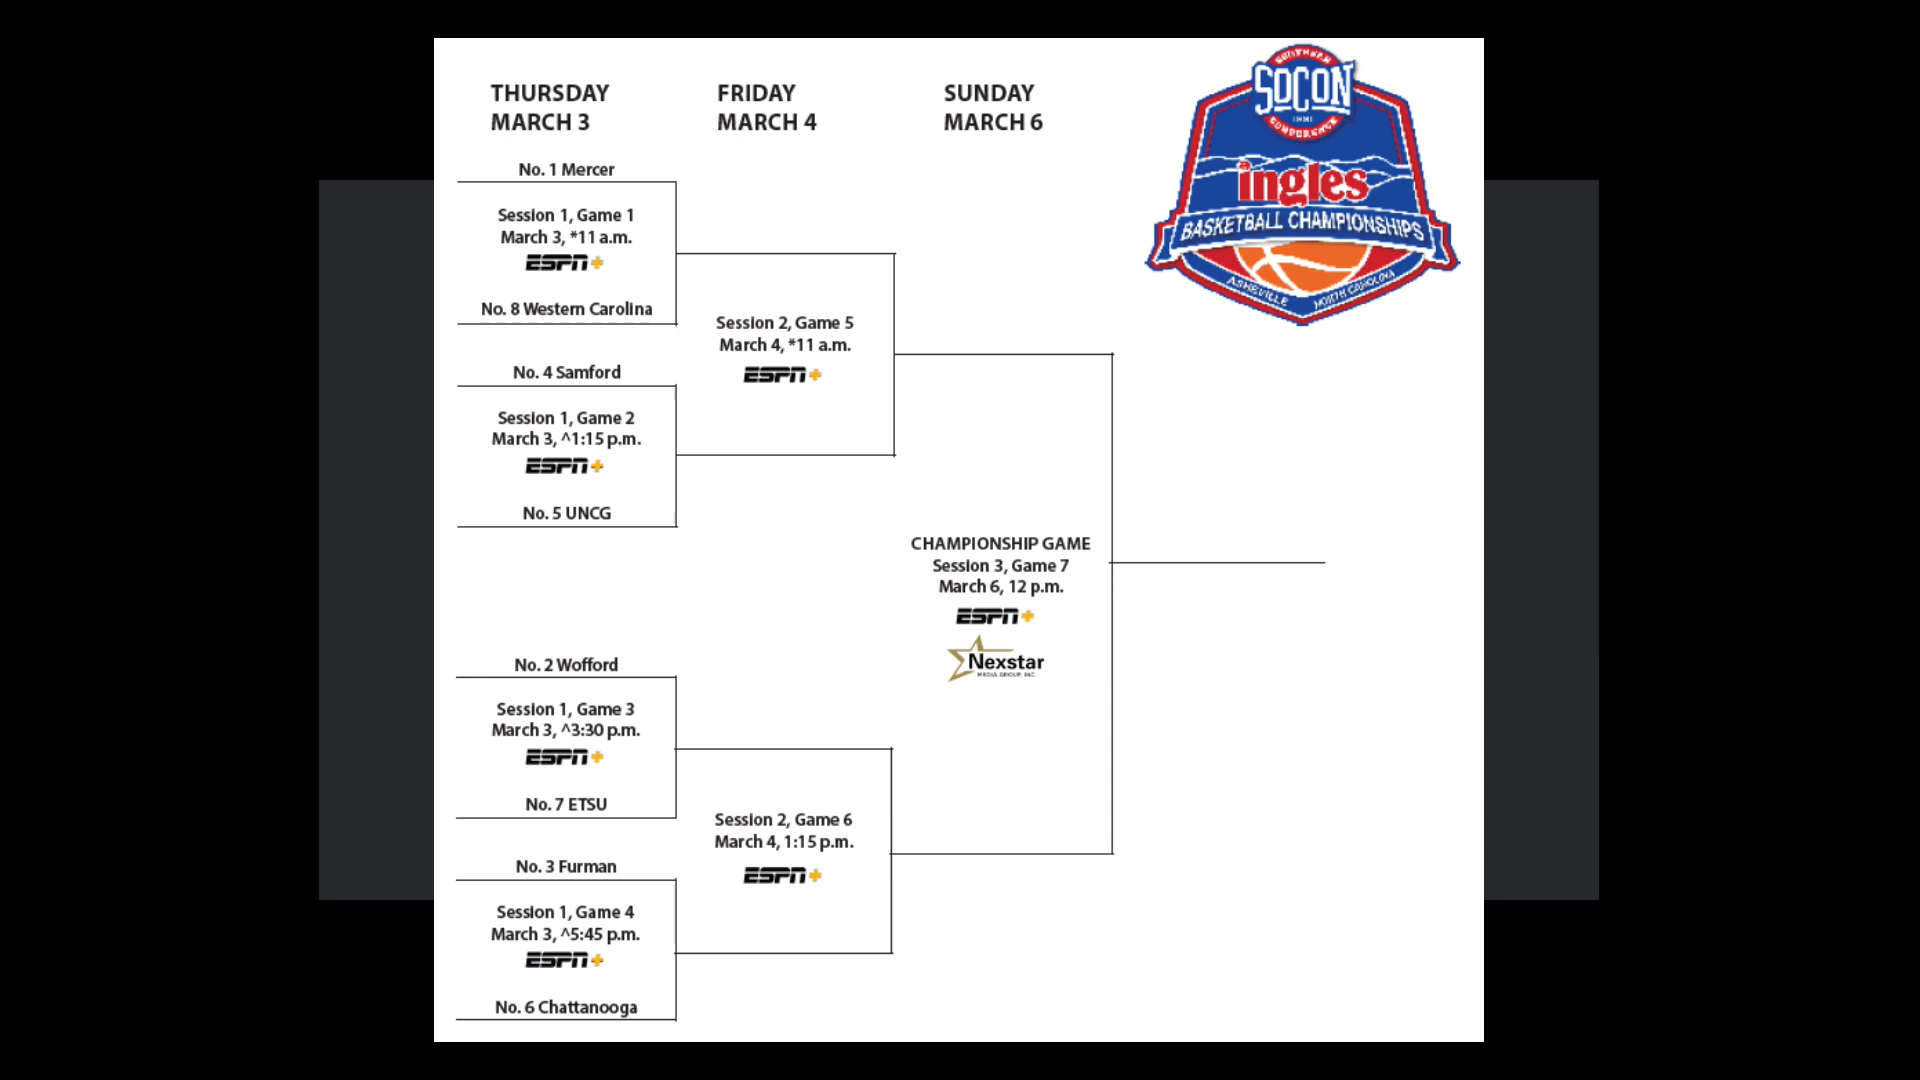 THURSDAY
MARCH 3
FRIDAY
MARCH 4
SUNDAY
MARCH 6
SOUTHERN
SOCON
CONFERENCE
ingles
BASKETBALL CHAMPIONSHIPS
ASHEVILLE NORTH CAROLINA
No. 1 Mercer
Session 1, Game 1
March 3, *11 a.m.
ESPN+
No. 8 Western Carolina
No. 4 Samford
Session 1, Game 2
March 3, ^1:15 p.m.
ESPN+
No. 5 UNCG
No. 2 Wofford
Session 1, Game 3
March 3, ^3:30 p.m.
ESPN+
No. 7 ETSU
No. 3 Furman
Session 1, Game 4
March 3, ^5:45 p.m.
ESPN+
No. 6 Chattanooga
Session 2, Game 5
March 4, *11 a.m.
ESPN+
Session 2, Game 6
March 4, 1:15 p.m.
ESPN+
CHAMPIONSHIP GAME
Session 3, Game 7
March 6, 12 p.m.
ESPN+
Nexstar
MEDIA GROUP, INC.